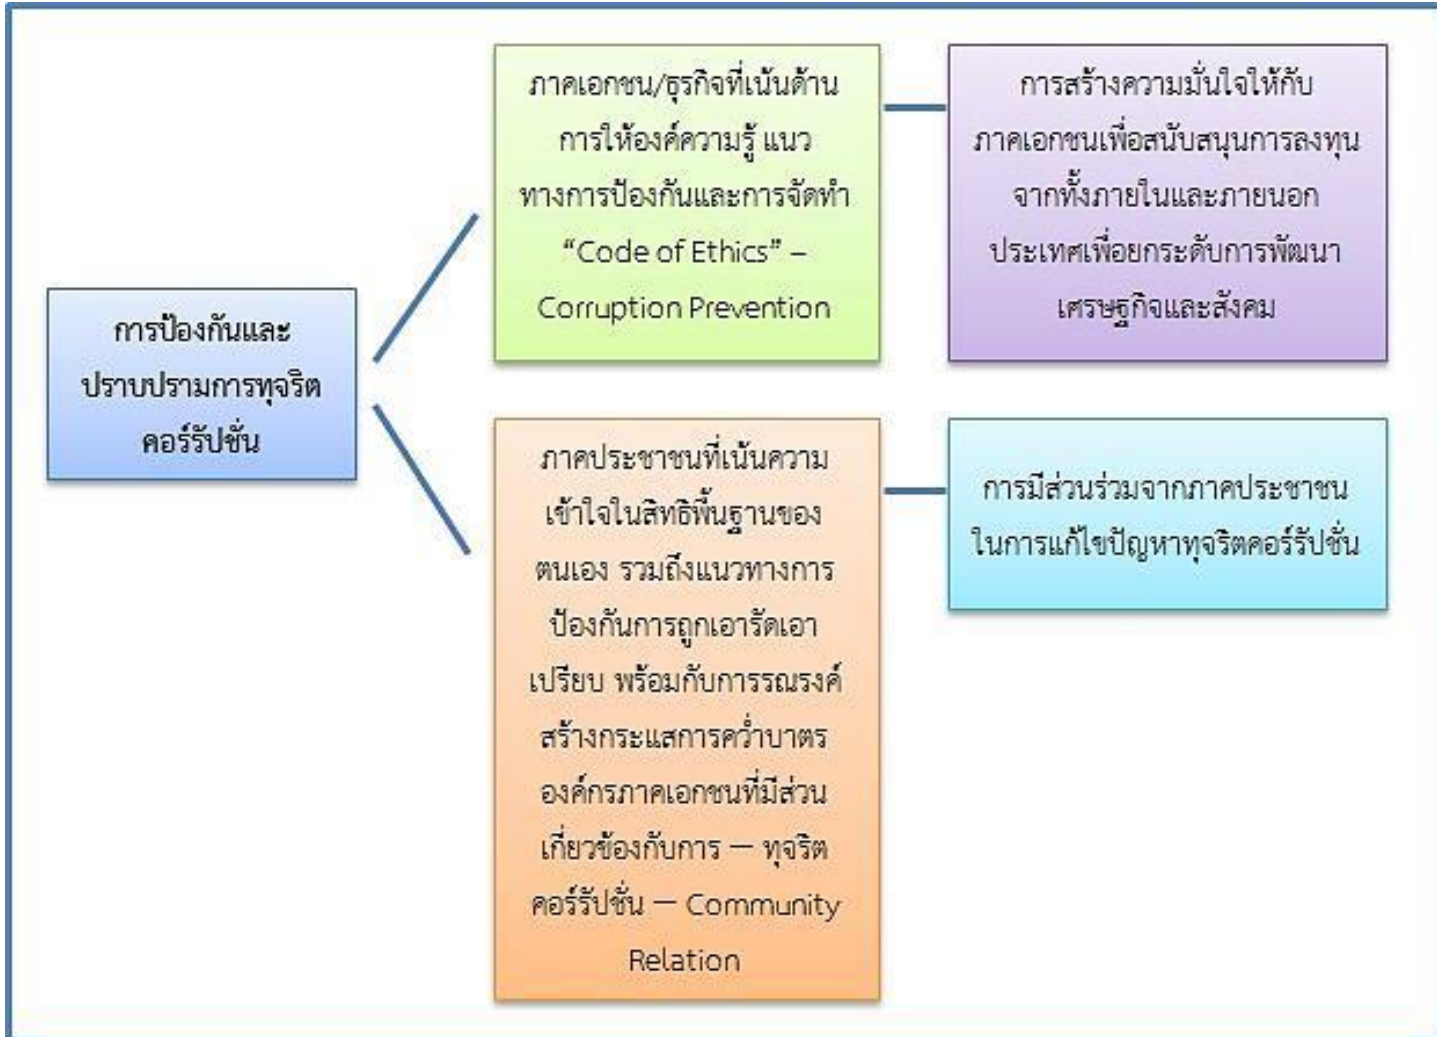 การป้องกันและ
ปราบปรามการทุจริต
คอร์รัปชั่น
ภาคเอกชน/ธุรกิจที่เน้นด้าน
การให้องค์ความรู้ แนว
ทางการป้องกันและการจัดทำ
“Code of Ethics” –
Corruption Prevention
การสร้างความมั่นใจให้กับ
ภาคเอกชนเพื่อสนับสนุนการลงทุน
จากทั้งภายในและภายนอก
ประเทศเพื่อยกระดับการพัฒนา
เศรษฐกิจและสังคม
ภาคประชาชนที่เน้นความ
เข้าใจในสิทธิพื้นฐานของ
ตนเอง รวมถึงแนวทางการ
ป้องกันการถูกเอารัดเอา
เปรียบ พร้อมกับการรณรงค์
สร้างกระแสการคว่ำบาตร
องค์กรภาคเอกชนที่มีส่วน
เกี่ยวข้องกับการ — ทุจริต
คอร์รัปชั่น — Community
Relation
การมีส่วนร่วมจากภาคประชาชน
ในการแก้ไขปัญหาทุจริตคอร์รัปชั่น